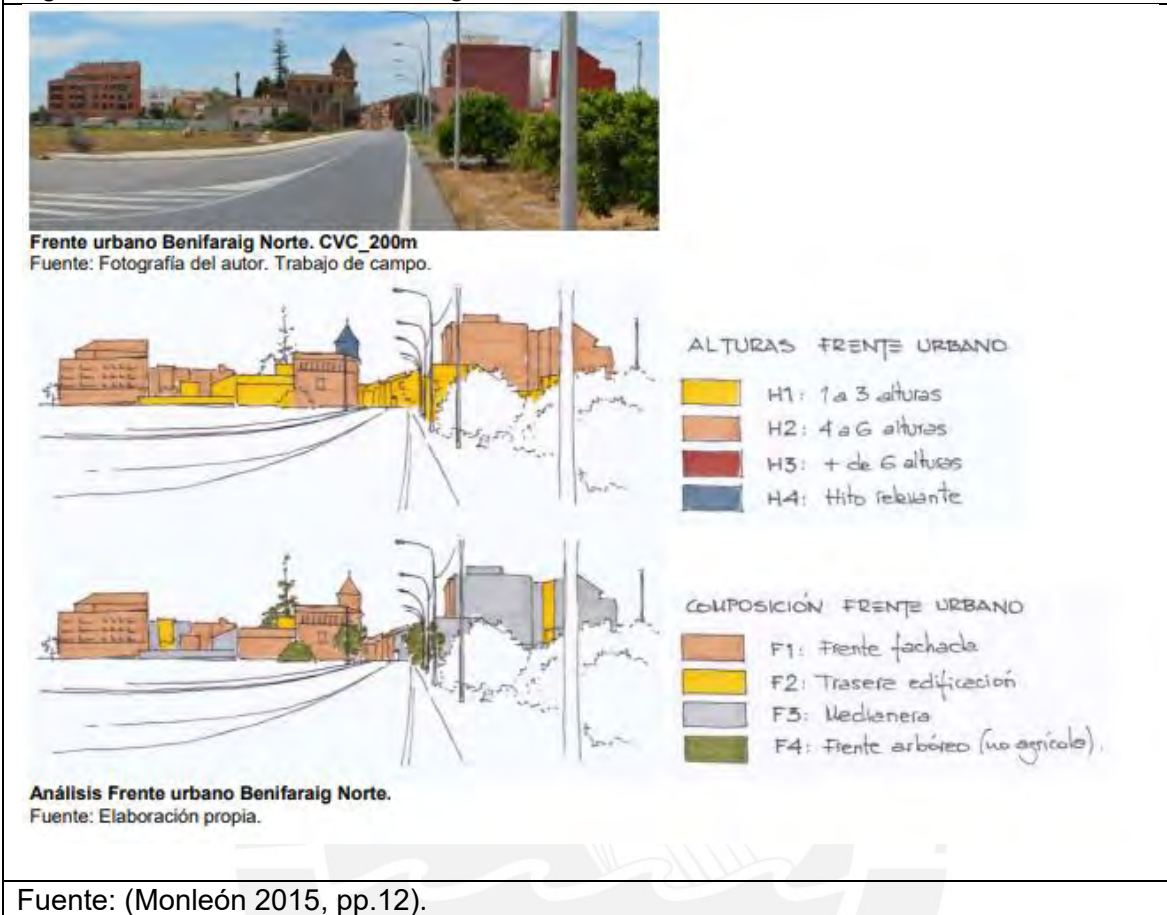 Frente urbano Benifaraig Norte. CVC_200m
Fuente: Fotografía del autor. Trabajo de campo.
ALTURAS FRENTE URBANO
H1: 1 a 3 alturas
H2: 4 a 6 alturas
H3: + de 6 alturas
H4: Hito relevante
COMPOSICIÓN FRENTE URBANO
F1: Frente fachada
F2: Trasera edificación
F3: Medianera
F4: Frente arbóreo (no agrícola).
Análisis Frente urbano Benifaraig Norte.
Fuente: Elaboración propia.
Fuente: (Monleón 2015, pp.12).